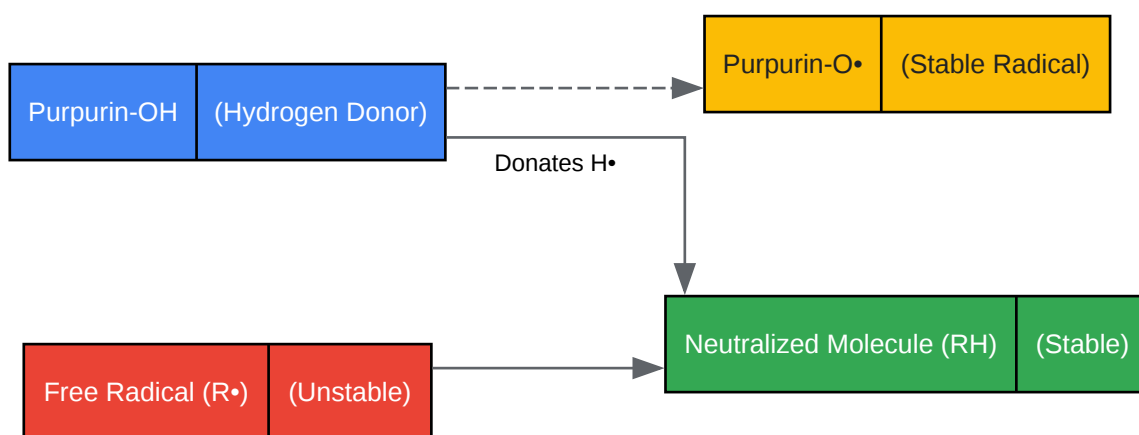 Purpurin-OH (Hydrogen Donor)
Purpurin-O• (Stable Radical)
Donates H•
Free Radical (R•) (Unstable)
Neutralized Molecule (RH) (Stable)